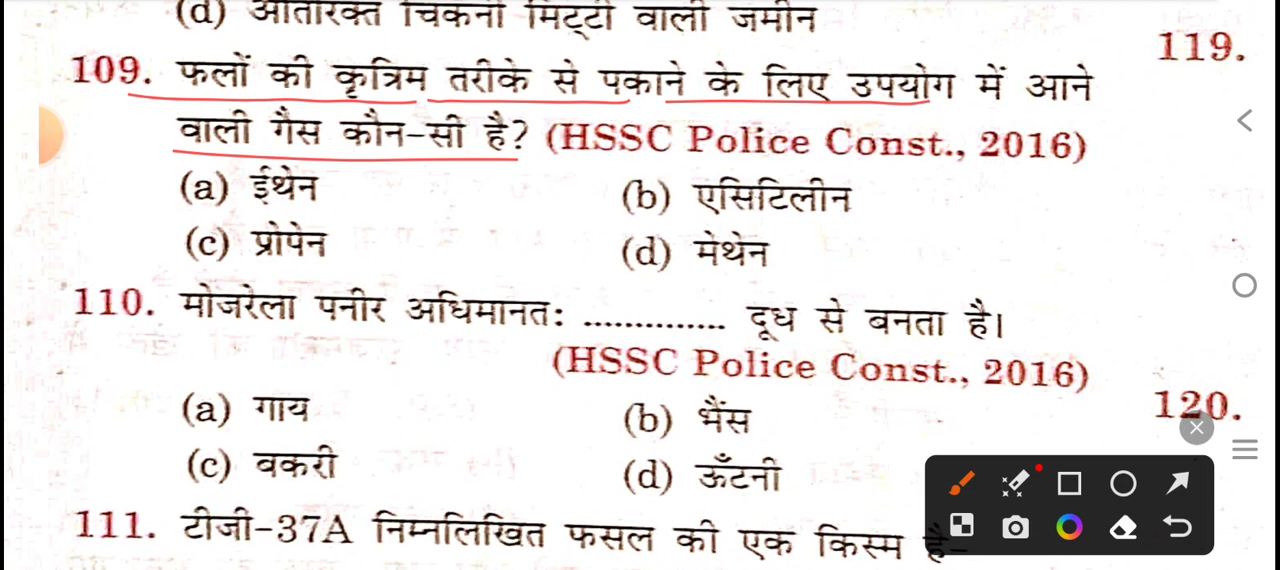 (d) अतिरिक्त चिकनी मिट्टी वाली जमीन
119.
109. फलों की कृत्रिम तरीके से पकाने के लिए उपयोग में आने
वाली गैस कौन-सी है? (HSSC Police Const., 2016)
(a) ईथेन (b) एसिटिलीन
(c) प्रोपेन (d) मेथेन
110. मोजरेला पनीर अधिमानतः .............. दूध से बनता है।
(HSSC Police Const., 2016)
120.
(a) गाय (b) भैंस
(c) बकरी (d) ऊँटनी
111. टीजी-37A निम्नलिखित फसल की एक किस्म है-